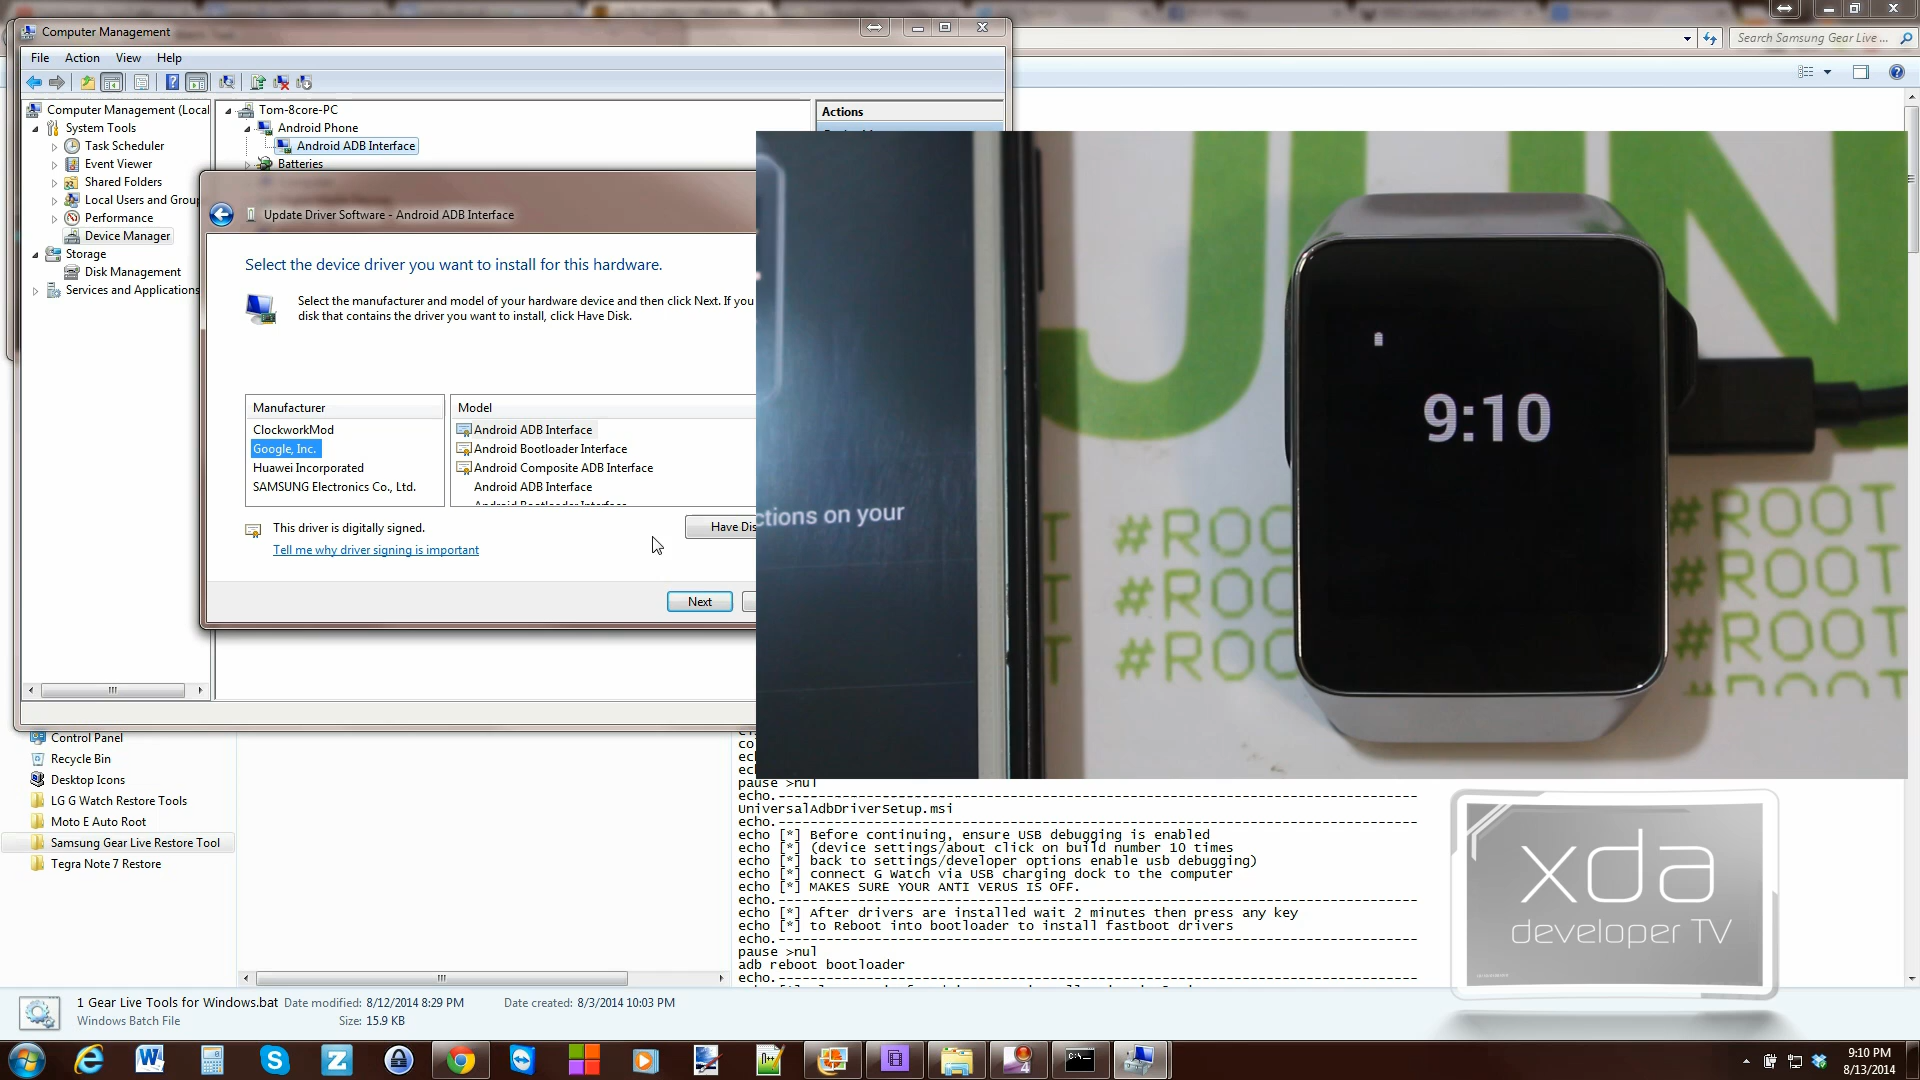 Computer Management
Search Samsung Gear Live ...
File Action View Help
Computer Management (Local
System Tools
Task Scheduler
Event Viewer
Shared Folders
Local Users and Group
Performance
Device Manager
Storage
Disk Management
Services and Applications
Tom-8core-PC
Android Phone
Android ADB Interface
Batteries
Actions
Update Driver Software - Android ADB Interface
Select the device driver you want to install for this hardware.
Select the manufacturer and model of your hardware device and then click Next. If you
disk that contains the driver you want to install, click Have Disk.
Manufacturer
ClockworkMod
Google, Inc.
Huawei Incorporated
SAMSUNG Electronics Co., Ltd.
Model
Android ADB Interface
Android Bootloader Interface
Android Composite ADB Interface
Android ADB Interface
Android Bootloader Interface
This driver is digitally signed.
Tell me why driver signing is important
Have Dis
Next
ctions on your
9:10
#ROO
#ROO
#ROO
#ROOT
#ROOT
#ROOT
Control Panel
Recycle Bin
Desktop Icons
LG G Watch Restore Tools
Moto E Auto Root
Samsung Gear Live Restore Tool
Tegra Note 7 Restore
pause >nul
echo.--------------------------------------------------------------------------------
UniversalAdbDriverSetup.msi
echo.--------------------------------------------------------------------------------
echo [*] Before continuing, ensure USB debugging is enabled
echo [*] (device settings/about click on build number 10 times
echo [*] back to settings/developer options enable usb debugging)
echo [*] connect G Watch via USB charging dock to the computer
echo [*] MAKES SURE YOUR ANTI VERUS IS OFF.
echo.--------------------------------------------------------------------------------
echo [*] After drivers are installed wait 2 minutes then press any key
echo [*] to Reboot into bootloader to install fastboot drivers
echo.--------------------------------------------------------------------------------
pause >nul
adb reboot bootloader
echo.--------------------------------------------------------------------------------
xda
developer TV
1 Gear Live Tools for Windows.bat Date modified: 8/12/2014 8:29 PM Date created: 8/3/2014 10:03 PM
Windows Batch File Size: 15.9 KB
9:10 PM
8/13/2014